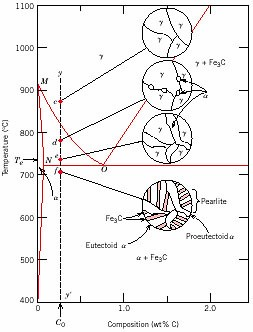 1100
1000
900
800
700
600
500
400
Temperature (°C)
M
y
γ
γ
γ
γ
γ
γ + Fe₃C
c
γ
γ
γ
γ
α
d
γ
γ
γ
γ
Tₑ
N
e
O
f
α
Pearlite
Fe₃C
Proeutectoid α
Eutectoid α
α + Fe₃C
y′
0
1.0
2.0
C₀
Composition (wt% C)